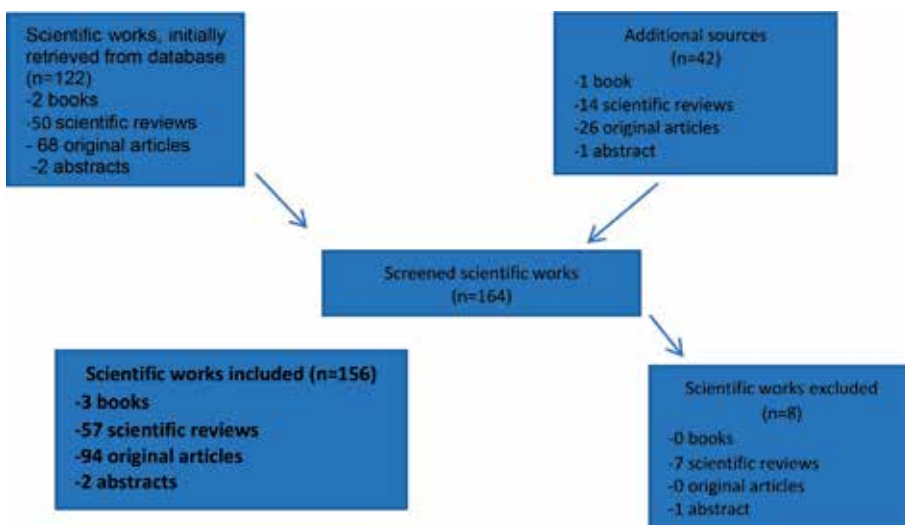 Scientific works, initially
retrieved from database
(n=122)
-2 books
-50 scientific reviews
- 68 original articles
-2 abstracts
Additional sources
(n=42)
-1 book
-14 scientific reviews
-26 original articles
-1 abstract
Screened scientific works
(n=164)
Scientific works included (n=156)
-3 books
-57 scientific reviews
-94 original articles
-2 abstracts
Scientific works excluded
(n=8)
-0 books
-7 scientific reviews
-0 original articles
-1 abstract